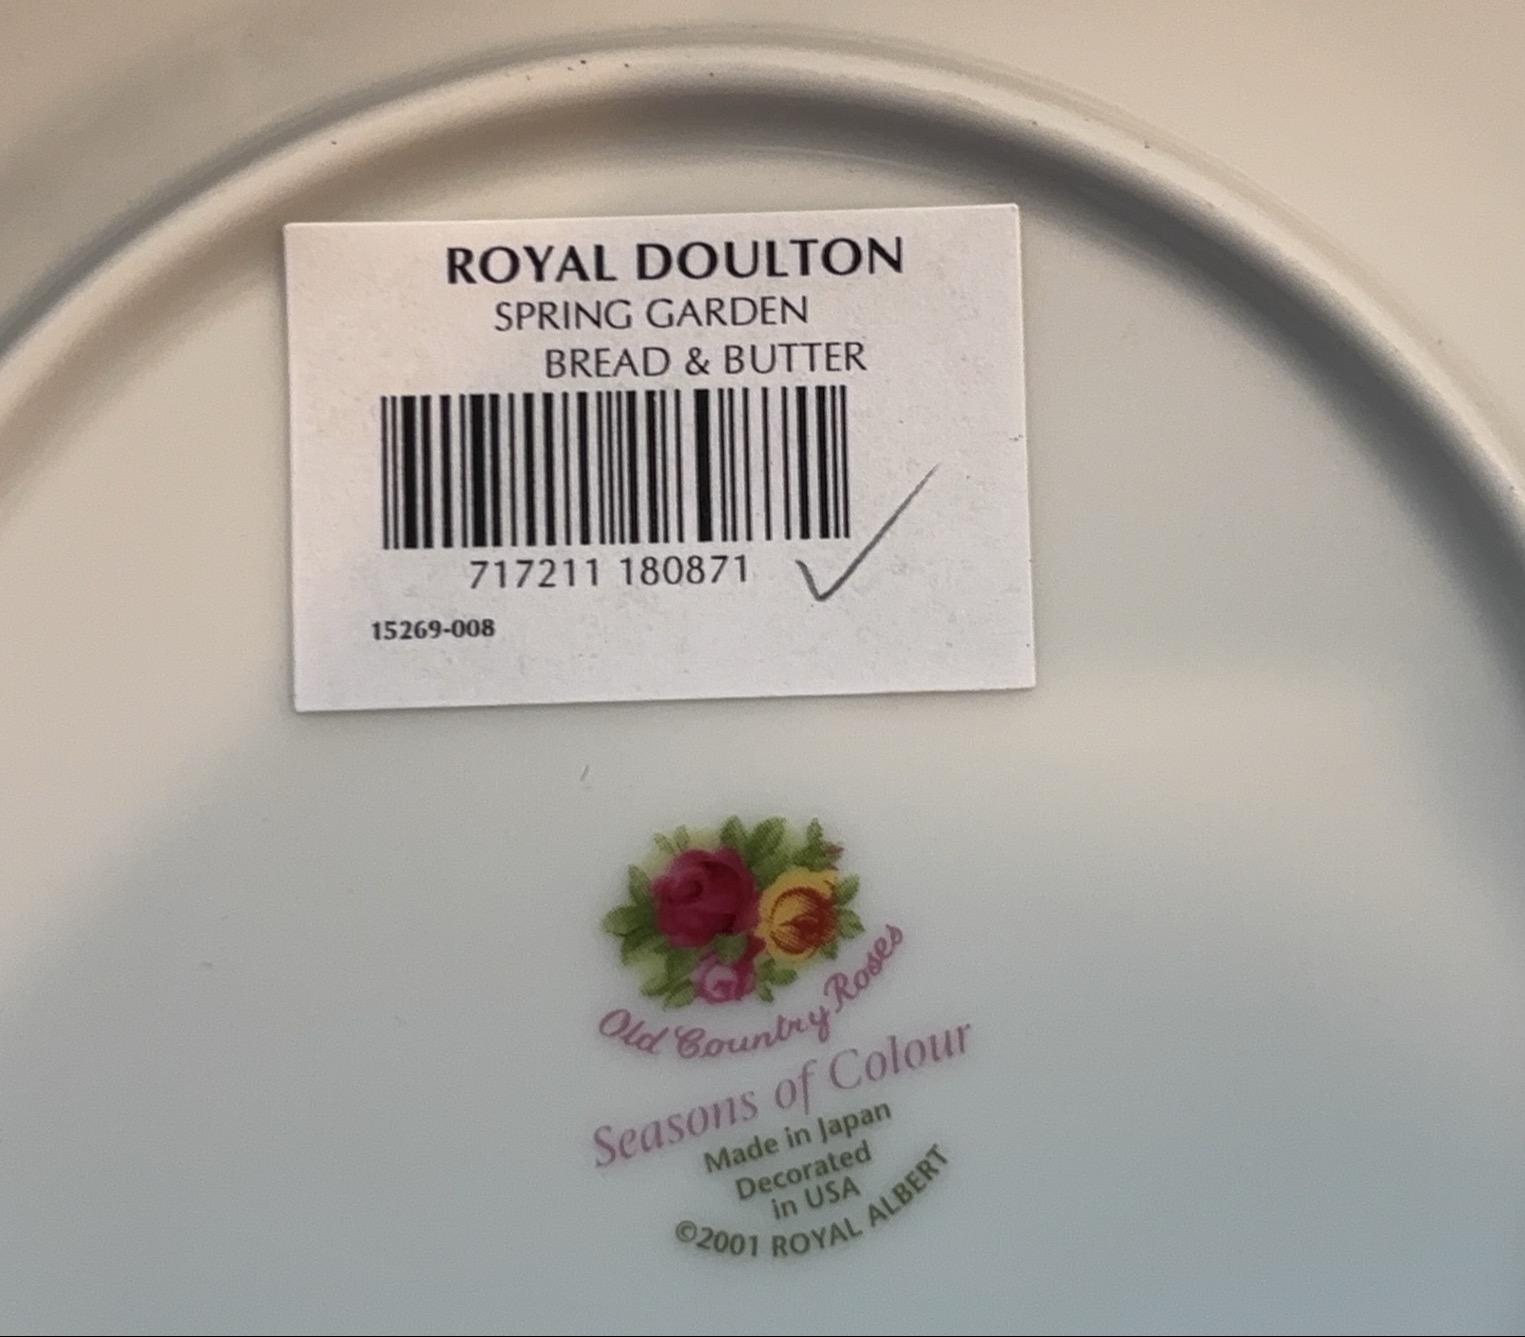 ROYAL DOULTON
SPRING GARDEN
BREAD & BUTTER
717211 180871
15269-008
Old Country Roses
Seasons of Colour
Made in Japan
Decorated
in USA
©2001 ROYAL ALBERT